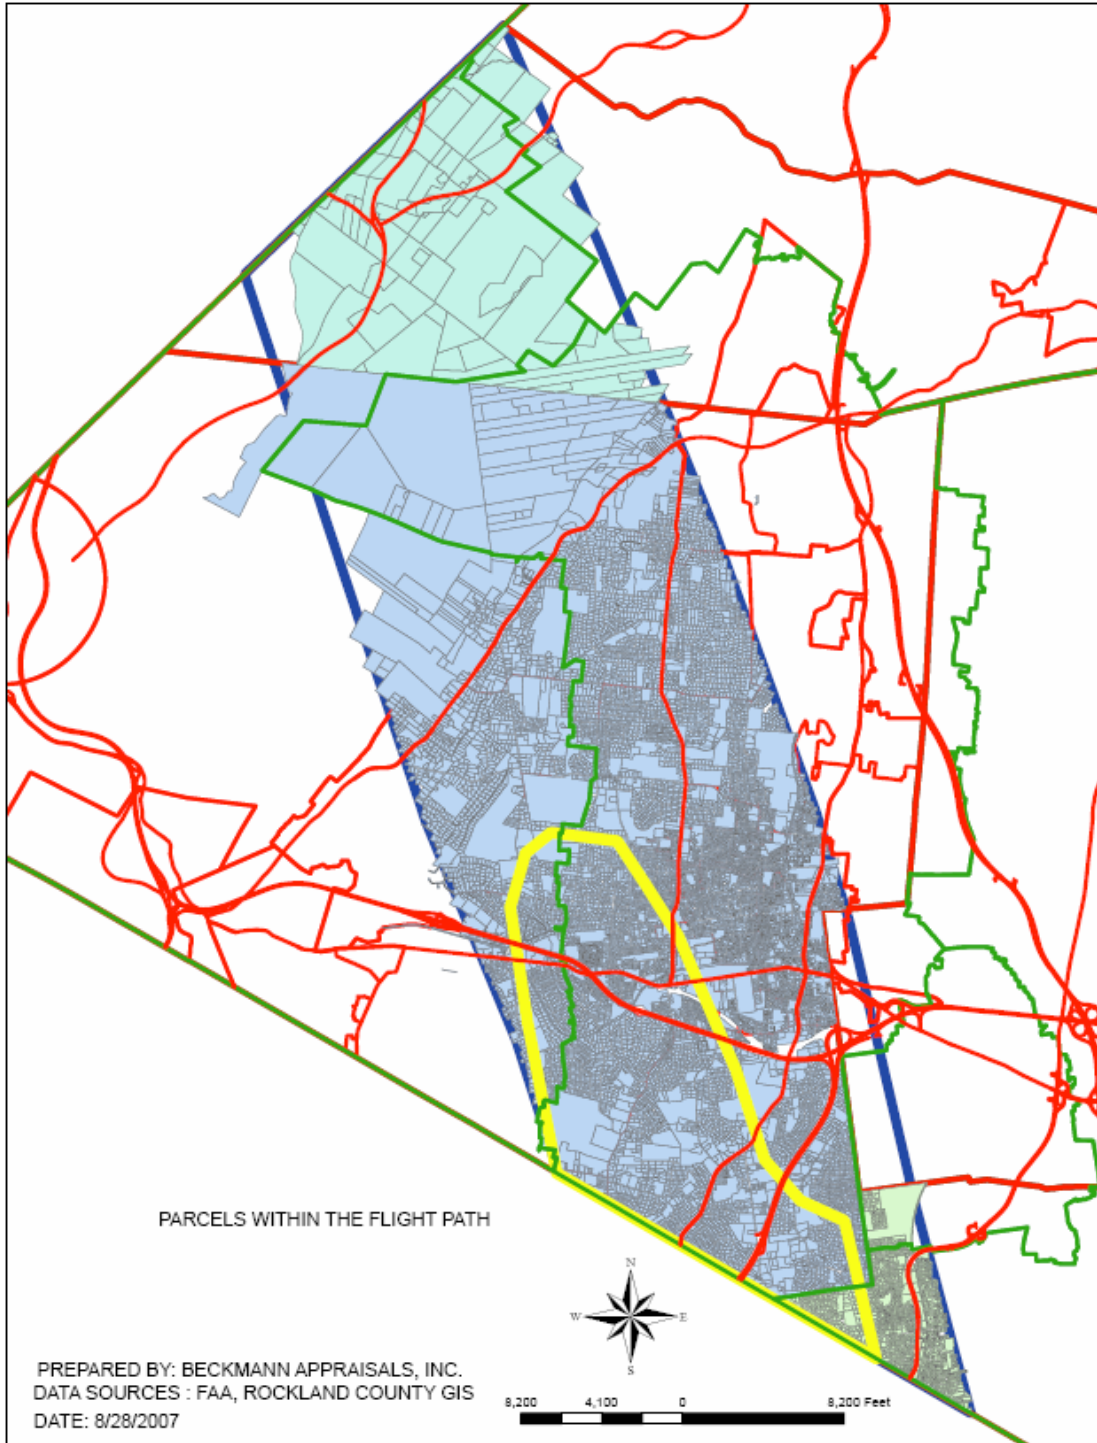 PARCELS WITHIN THE FLIGHT PATH
N
W E
S
PREPARED BY: BECKMANN APPRAISALS, INC.
DATA SOURCES : FAA, ROCKLAND COUNTY GIS
DATE: 8/28/2007
8,200 4,100 0 8,200 Feet